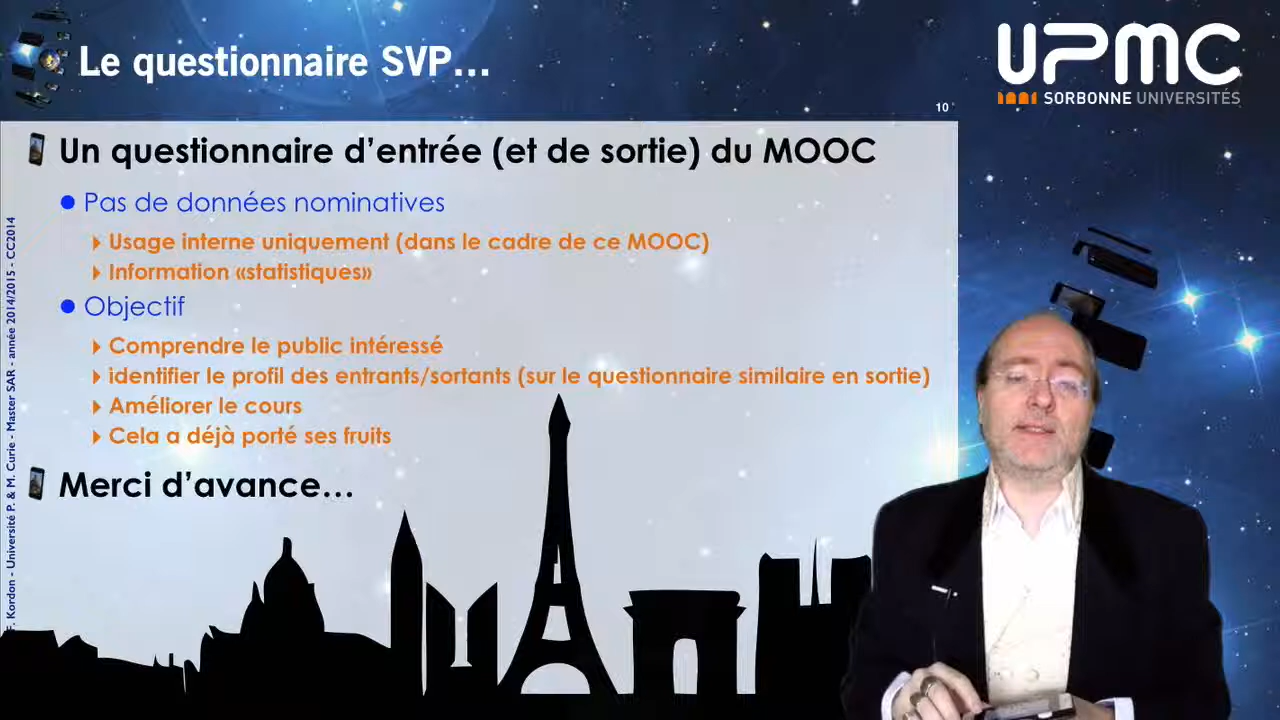 Le questionnaire SVP...
UPMC
SORBONNE UNIVERSITÉS
10
Un questionnaire d'entrée (et de sortie) du MOOC
Pas de données nominatives
Usage interne uniquement (dans le cadre de ce MOOC)
Information «statistiques»
Objectif
Comprendre le public intéressé
identifier le profil des entrants/sortants (sur le questionnaire similaire en sortie)
Améliorer le cours
Cela a déjà porté ses fruits
Merci d'avance...
F. Kordon - Université P. & M. Curie - Master SAR - année 2014/2015 - CC2014